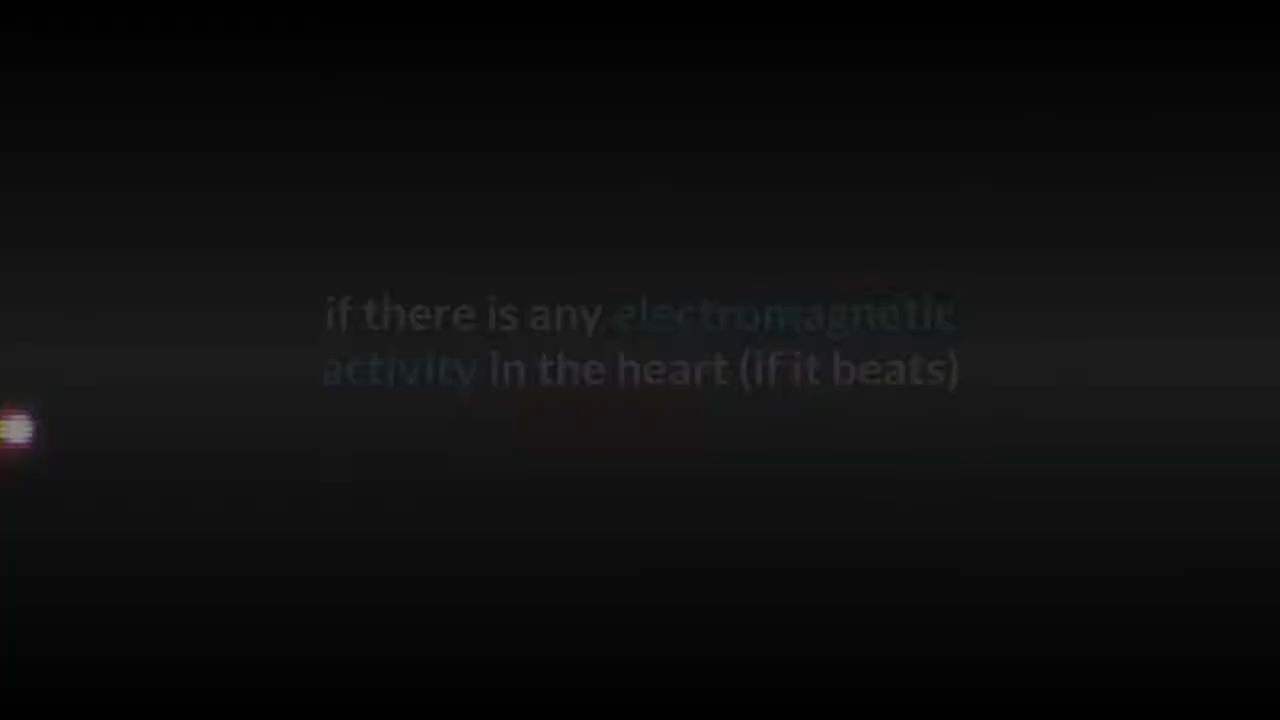 if there is any electromagnetic
activity in the heart (if it beats)